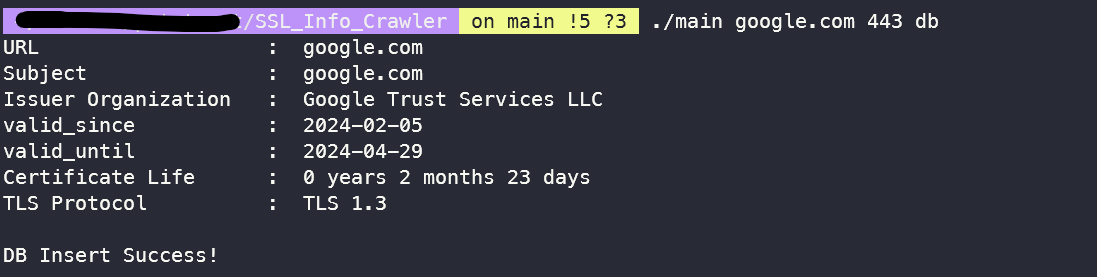 /SSL_Info_Crawler on main !5 ?3 ./main google.com 443 db
URL : google.com
Subject : google.com
Issuer Organization : Google Trust Services LLC
valid_since : 2024-02-05
valid_until : 2024-04-29
Certificate Life : 0 years 2 months 23 days
TLS Protocol : TLS 1.3
DB Insert Success!